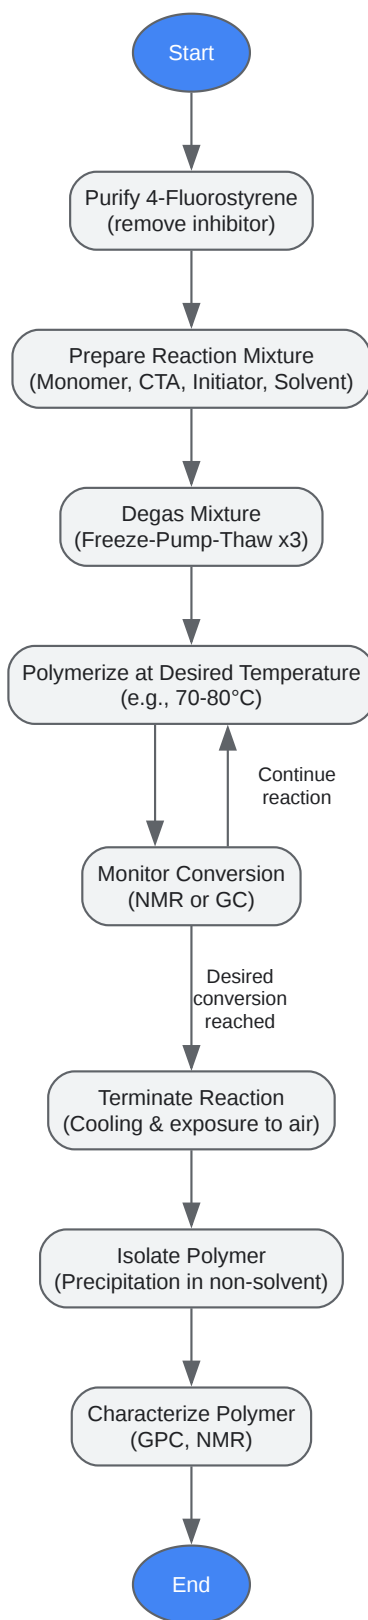 Start
Purify 4-Fluorostyrene
(remove inhibitor)
Prepare Reaction Mixture
(Monomer, CTA, Initiator, Solvent)
Degas Mixture
(Freeze-Pump-Thaw x3)
Polymerize at Desired Temperature
(e.g., 70-80°C)
Continue
reaction
Monitor Conversion
(NMR or GC)
Desired
conversion
reached
Terminate Reaction
(Cooling & exposure to air)
Isolate Polymer
(Precipitation in non-solvent)
Characterize Polymer
(GPC, NMR)
End